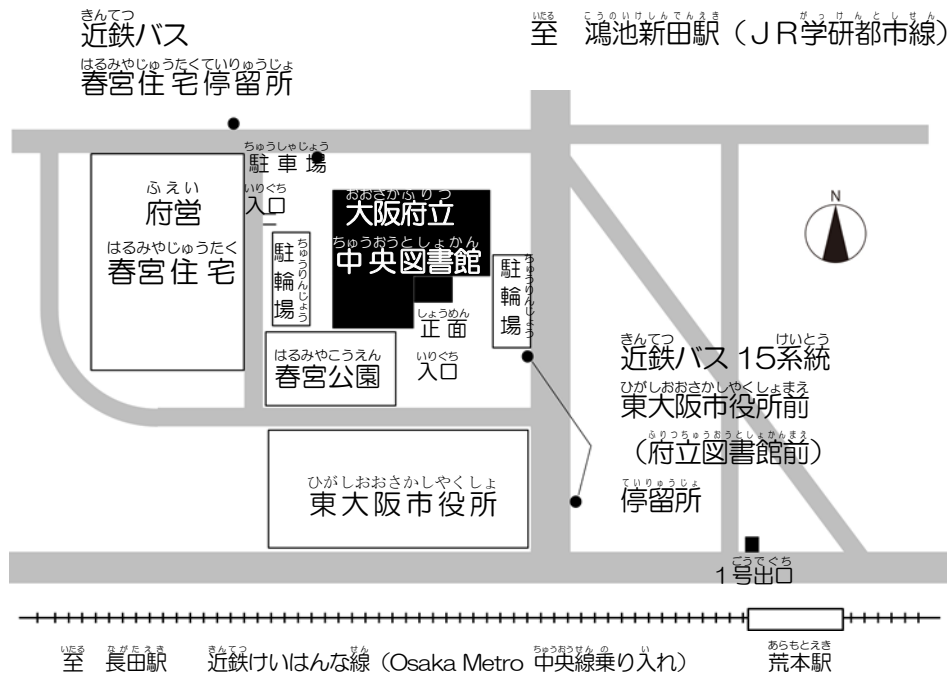 きんてつ
近鉄バス
はるみやじゅうたくていりゅうじょ
春宮住宅停留所
いたる こうのいけしんでんえき がっけんとしせん
至 鴻池新田駅（ＪＲ学研都市線）
ちゅうしゃじょう
駐車場
いりぐち
入口
ふえい
府営
はるみやじゅうたく
春宮住宅
おおさかふりつ
大阪府立
ちゅうおうとしょかん
中央図書館
ちゅうりんじょう
駐輪場
ちゅうりんじょう
駐輪場
しょうめん
正面
いりぐち
入口
はるみやこうえん
春宮公園
N
きんてつ けいとう
近鉄バス 15系統
ひがしおおさかしやくしょまえ
東大阪市役所前
ふりつちゅうおうとしょかんまえ
（府立図書館前）
ていりゅうじょ
停留所
ひがしおおさかしやくしょ
東大阪市役所
ごうでぐち
１号出口
いたる ながたえき きんてつ せん ちゅうおうせん の い
至 長田駅 近鉄けいはんな線（Osaka Metro 中央線乗り入れ）
あらもとえき
荒本駅